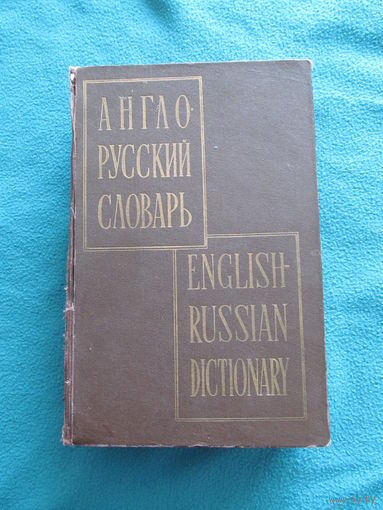 АНГЛО-
РУССКИЙ
СЛОВАРЬ
ENGLISH-
RUSSIAN
DICTIONARY